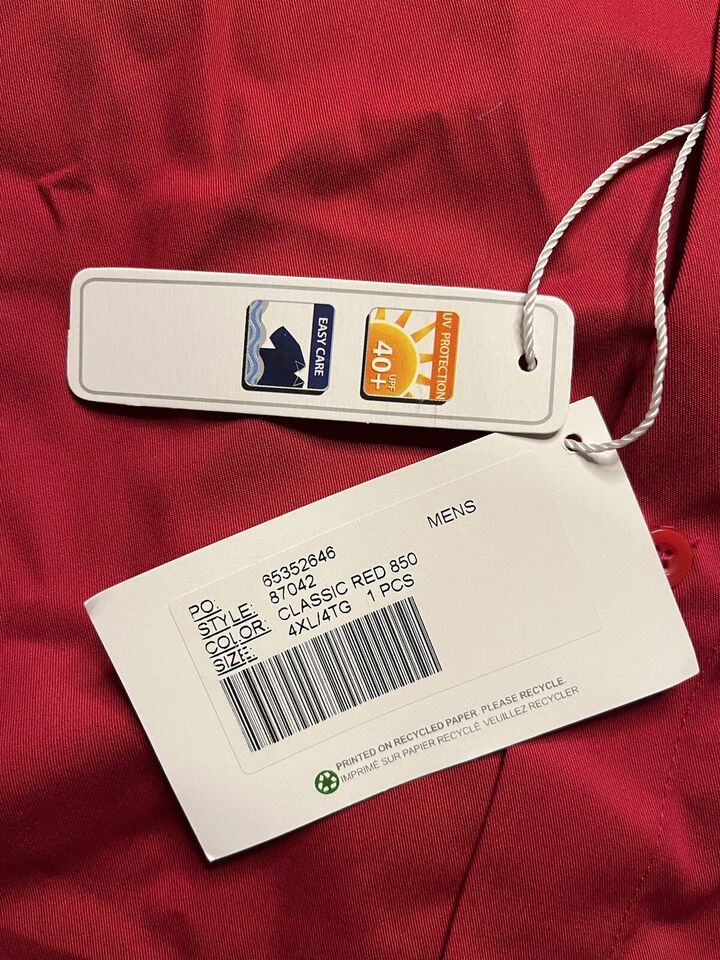 EASY CARE
UV PROTECTION
40+
UPF
MENS
PO: 65352646
STYLE: 87042
COLOR: CLASSIC RED 850
SIZE: 4XL/4TG 1 PCS
PRINTED ON RECYCLED PAPER. PLEASE RECYCLE.
IMPRIMÉ SUR PAPIER RECYCLÉ VEUILLEZ RECYCLER